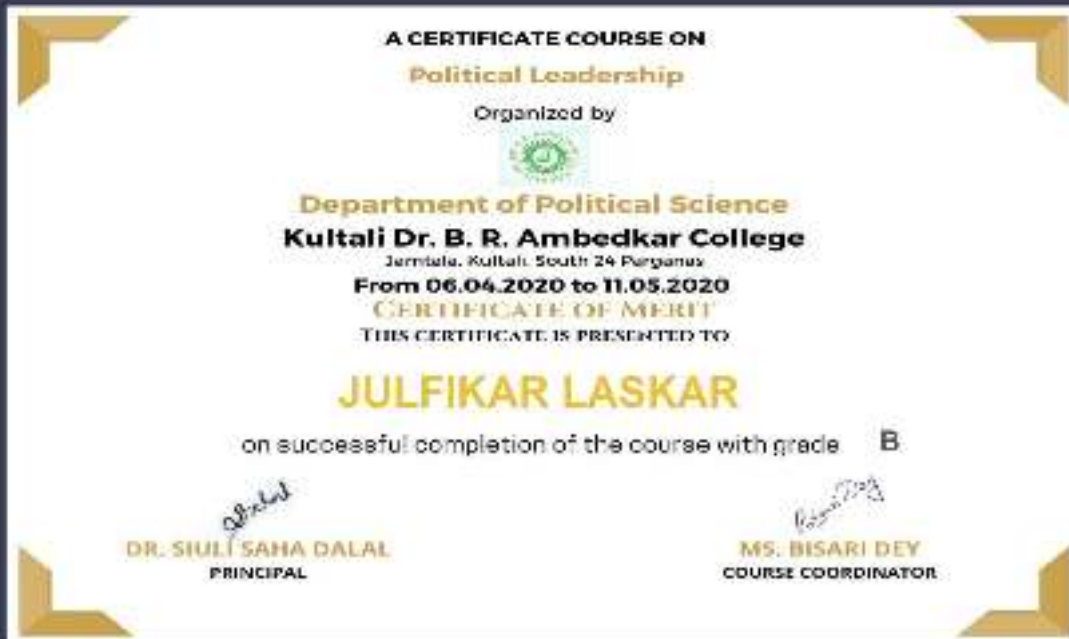 A CERTIFICATE COURSE ON
Political Leadership
Organized by
Department of Political Science
Kultali Dr. B. R. Ambedkar College
Jamtala, Kultali, South 24 Parganas
From 06.04.2020 to 11.05.2020
CERTIFICATE OF MERIT
THIS CERTIFICATE IS PRESENTED TO
JULFIKAR LASKAR
on successful completion of the course with grade B
DR. SIULI SAHA DALAL
PRINCIPAL
MS. BISARI DEY
COURSE COORDINATOR